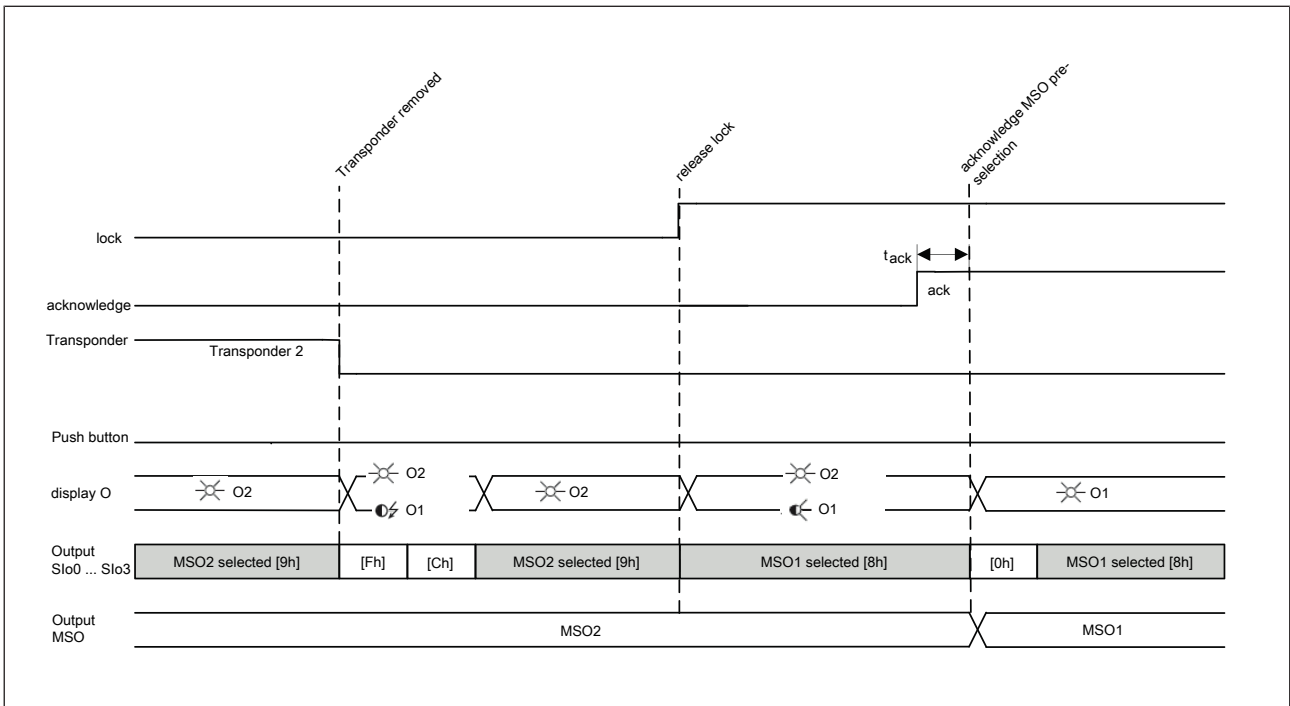 Transponder removed
release lock
acknowledge MSO pre-
selection
lock
tack
acknowledge
ack
Transponder
Transponder 2
Push button
display O
O2
O2
O1
O2
O2
O1
O1
Output
SIo0 ... SIo3
MSO2 selected [9h]
[Fh]
[Ch]
MSO2 selected [9h]
MSO1 selected [8h]
[0h]
MSO1 selected [8h]
Output
MSO
MSO2
MSO1